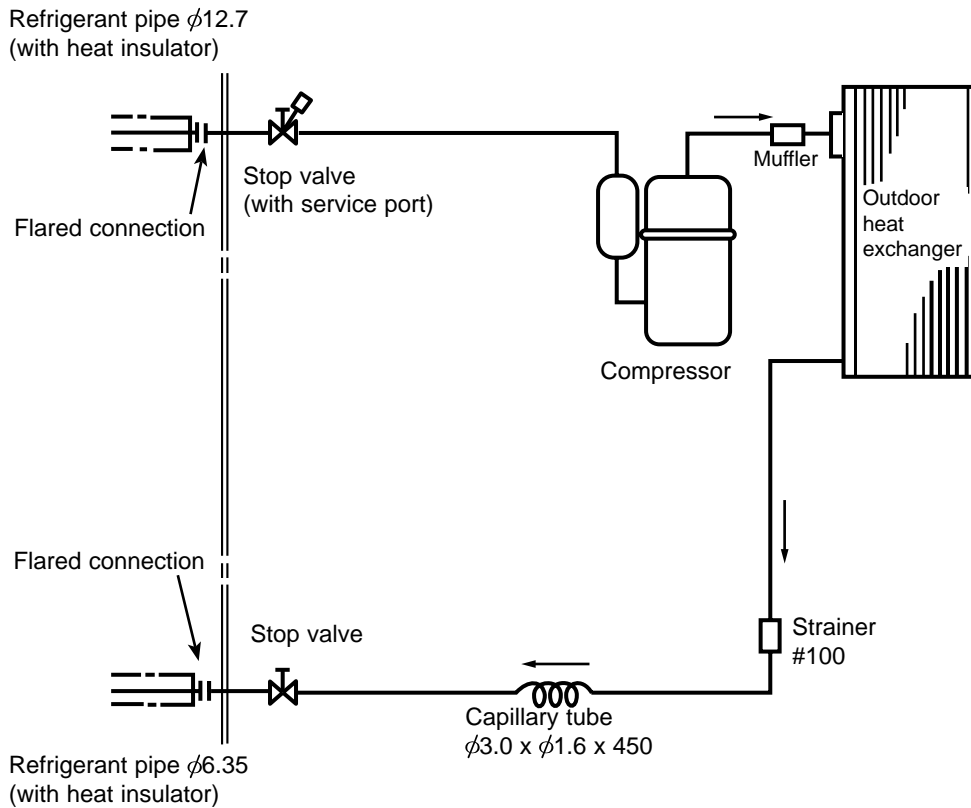 Refrigerant pipe ϕ12.7
(with heat insulator)
Muffler
Stop valve
(with service port)
Flared connection
Outdoor
heat
exchanger
Compressor
Flared connection
Stop valve
Strainer
#100
Capillary tube
ϕ3.0 x ϕ1.6 x 450
Refrigerant pipe ϕ6.35
(with heat insulator)